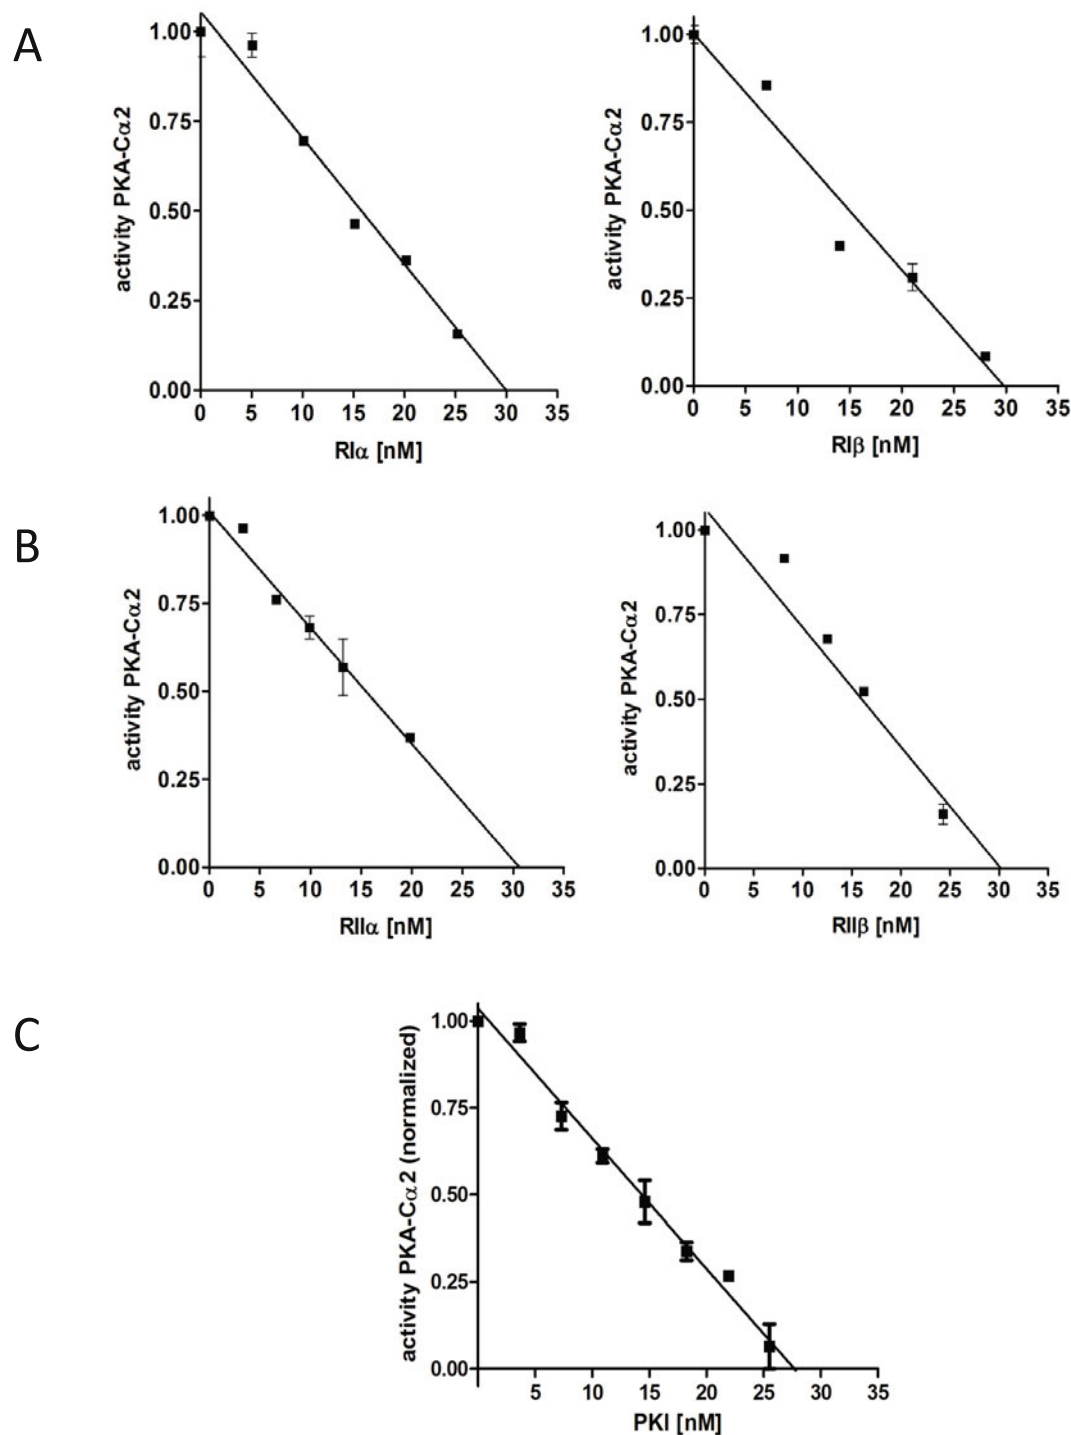 A
activity PKA-Cα2
1.00
0.75
0.50
0.25
0.00
0 5 10 15 20 25 30 35
RIα [nM]
activity PKA-Cα2
1.00
0.75
0.50
0.25
0.00
0 5 10 15 20 25 30 35
RIβ [nM]
B
activity PKA-Cα2
1.00
0.75
0.50
0.25
0.00
0 5 10 15 20 25 30 35
RIIα [nM]
activity PKA-Cα2
1.00
0.75
0.50
0.25
0.00
0 5 10 15 20 25 30 35
RIIβ [nM]
C
activity PKA-Cα2 (normalized)
1.00
0.75
0.50
0.25
0.00
5 10 15 20 25 30 35
PKI [nM]